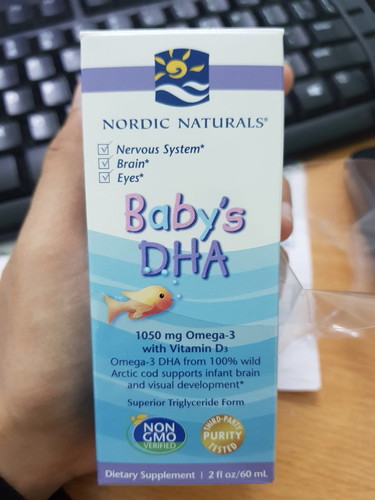 NORDIC NATURALS®
Nervous System*
Brain*
Eyes*
Baby's
DHA
1050 mg Omega-3
with Vitamin D3
Omega-3 DHA from 100% wild
Arctic cod supports infant brain
and visual development*
Superior Triglyceride Form
NON
GMO
VERIFIED
THIRD-PARTY
PURITY
TESTED
Dietary Supplement | 2 fl oz/60 mL